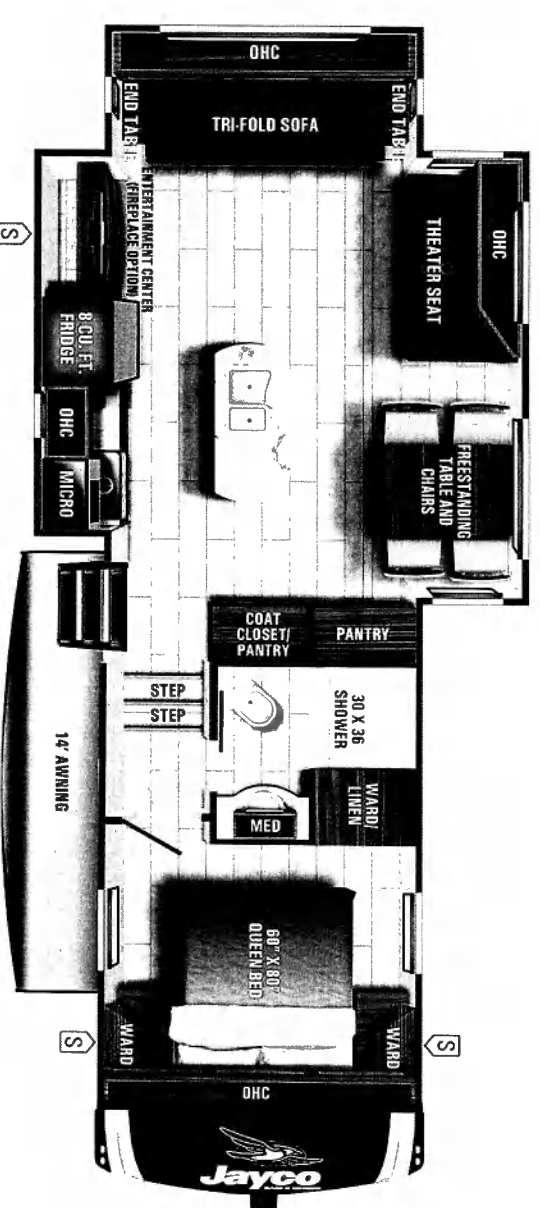 OHC
END TABLE
TRI-FOLD SOFA
END TABLE
ENTERTAINMENT CENTER
(FIREPLACE OPTION)
THEATER SEAT
OHC
S
8 CU. FT.
FRIDGE
OHC
MICRO
FREESTANDING
TABLE AND
CHAIRS
COAT
CLOSET/
PANTRY
PANTRY
STEP
STEP
30 X 36
SHOWER
14' AWNING
MED
WARD/
LINEN
60" X 80"
QUEEN BED
S
WARD
WARD
S
OHC
Jayco